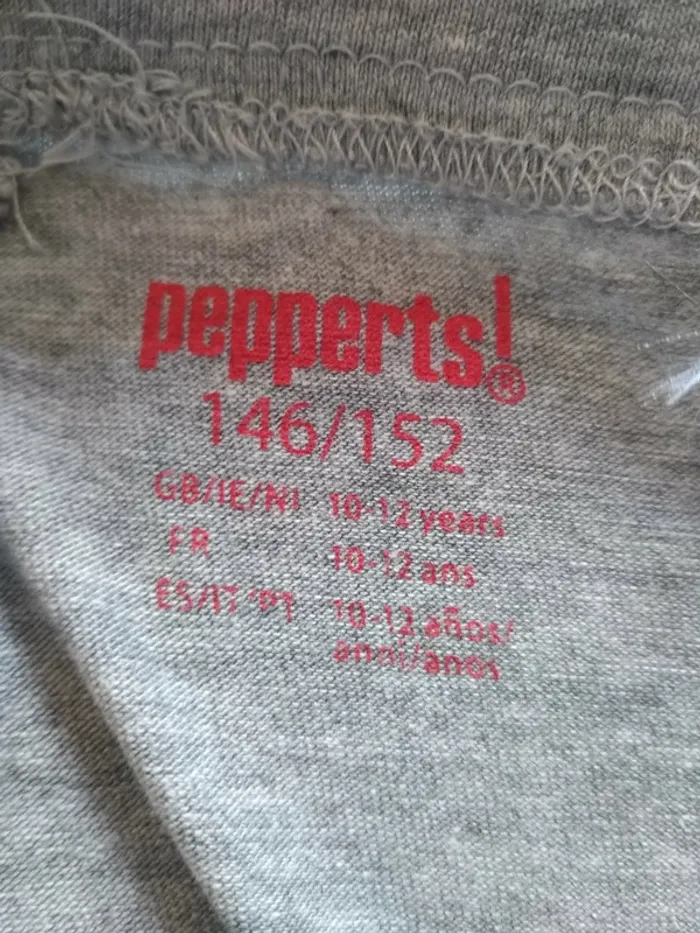 pepperts!®
146/152
GB/IE/NI 10-12 years
FR 10-12 ans
ES/IT/PT 10-12 años/
anni/anos